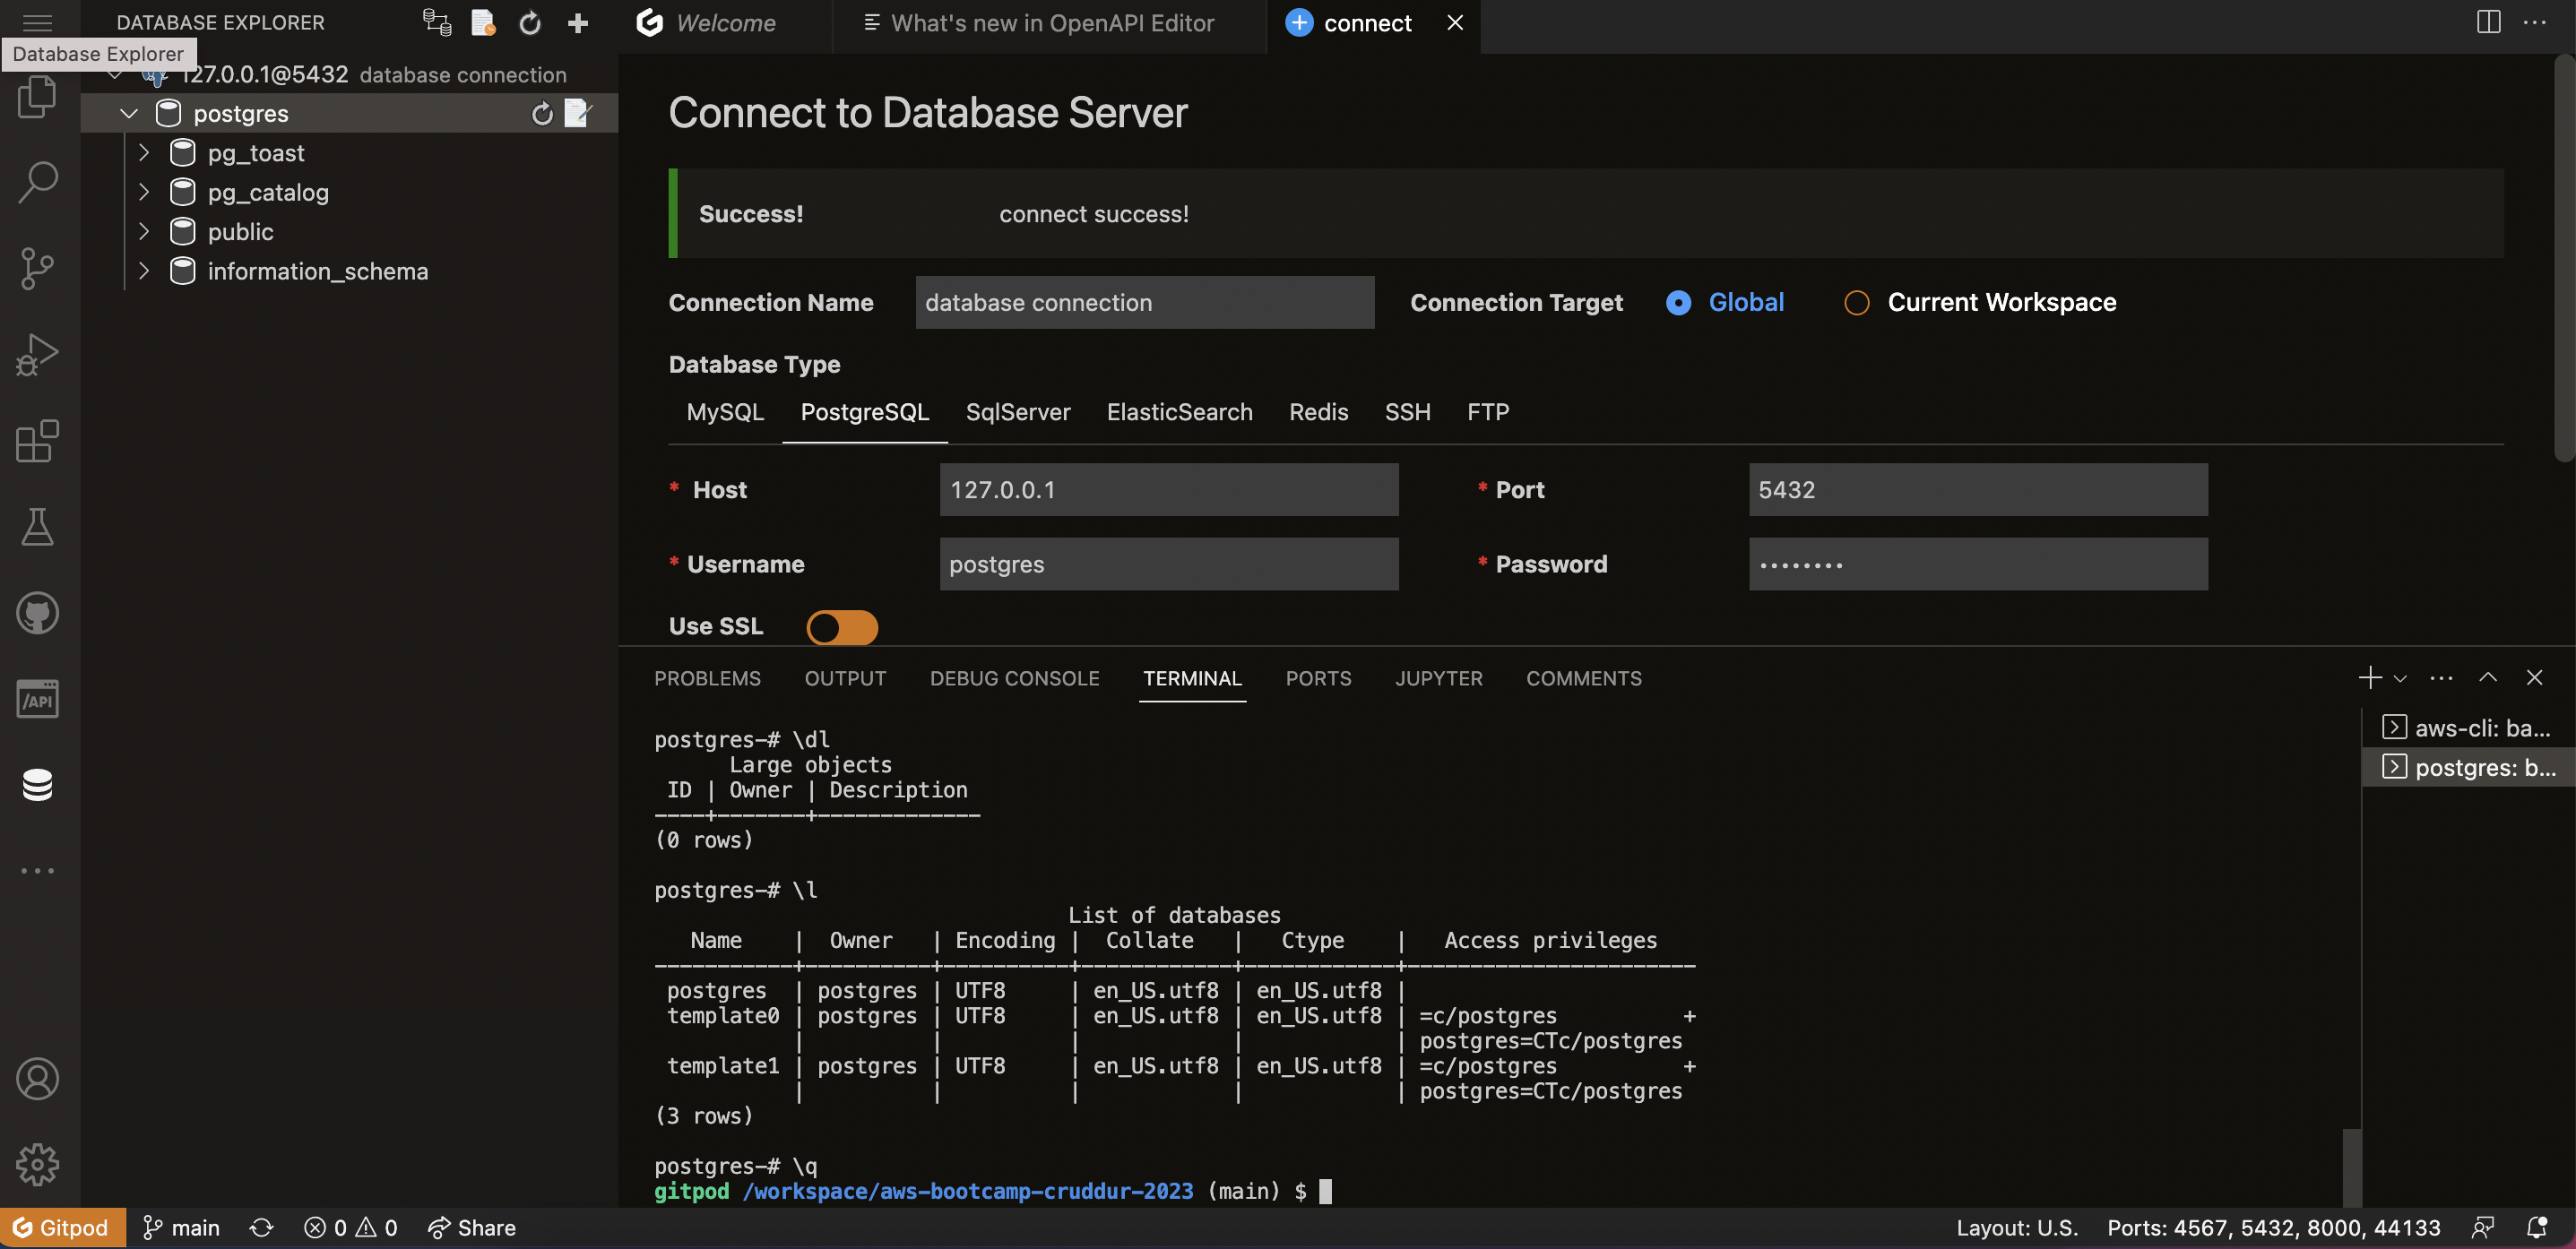 DATABASE EXPLORER
Database Explorer
127.0.0.1@5432 database connection
postgres
pg_toast
pg_catalog
public
information_schema
/API
Welcome
What's new in OpenAPI Editor
connect
Connect to Database Server
Success! connect success!
Connection Name database connection Connection Target Global Current Workspace
Database Type
MySQL PostgreSQL SqlServer ElasticSearch Redis SSH FTP
* Host 127.0.0.1 * Port 5432
* Username postgres * Password ••••••••
Use SSL
PROBLEMS OUTPUT DEBUG CONSOLE TERMINAL PORTS JUPYTER COMMENTS
aws-cli: ba...
postgres: b...
postgres-# \dl
Large objects
ID | Owner | Description
----+-------+-------------
(0 rows)
postgres-# \l
List of databases
Name | Owner | Encoding | Collate | Ctype | Access privileges
-----------+----------+----------+------------+------------+-----------------------
postgres | postgres | UTF8 | en_US.utf8 | en_US.utf8 |
template0 | postgres | UTF8 | en_US.utf8 | en_US.utf8 | =c/postgres +
| | | | | postgres=CTc/postgres
template1 | postgres | UTF8 | en_US.utf8 | en_US.utf8 | =c/postgres +
| | | | | postgres=CTc/postgres
(3 rows)
postgres-# \q
gitpod /workspace/aws-bootcamp-cruddur-2023 (main) $
Gitpod main 0 0 Share Layout: U.S. Ports: 4567, 5432, 8000, 44133